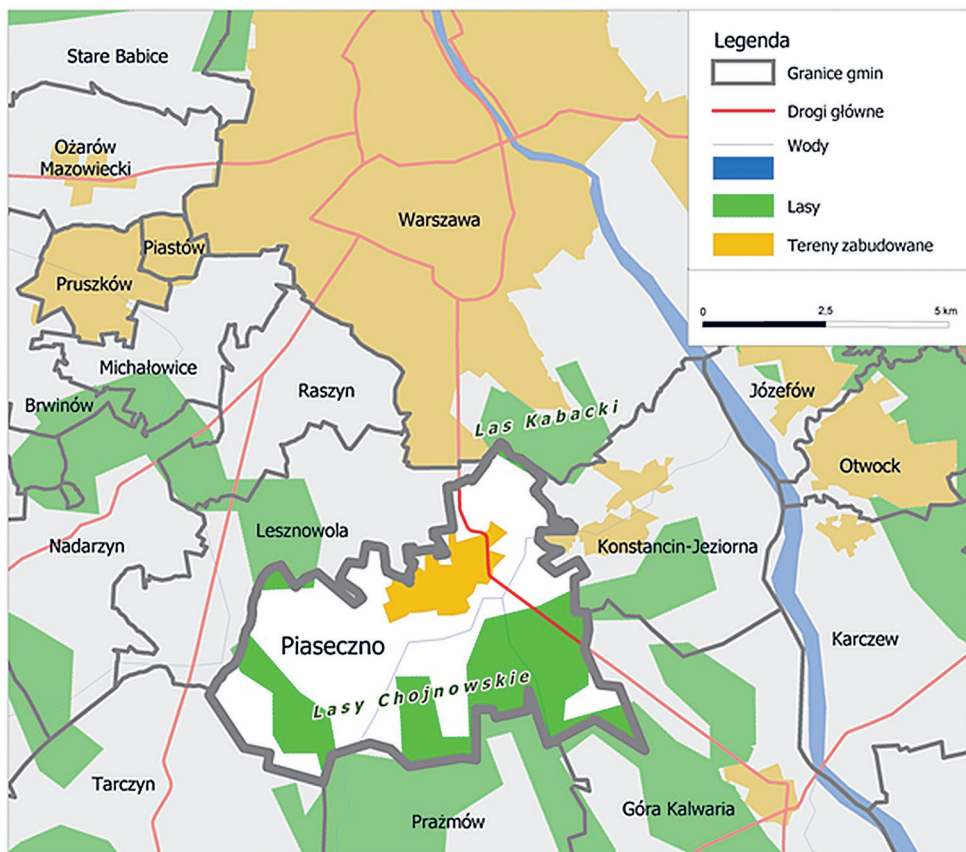 Stare Babice
Ożarów
Mazowiecki
Piastów
Pruszków
Warszawa
Michałowice
Brwinów
Raszyn
Las Kabacki
Józefów
Otwock
Nadarzyn
Lesznowola
Konstancin-Jeziorna
Piaseczno
Karczew
Lasy Chojnowskie
Tarczyn
Prażmów
Góra Kalwaria
Legenda
Granice gmin
Drogi główne
Wody
Lasy
Tereny zabudowane
0 2,5 5 km